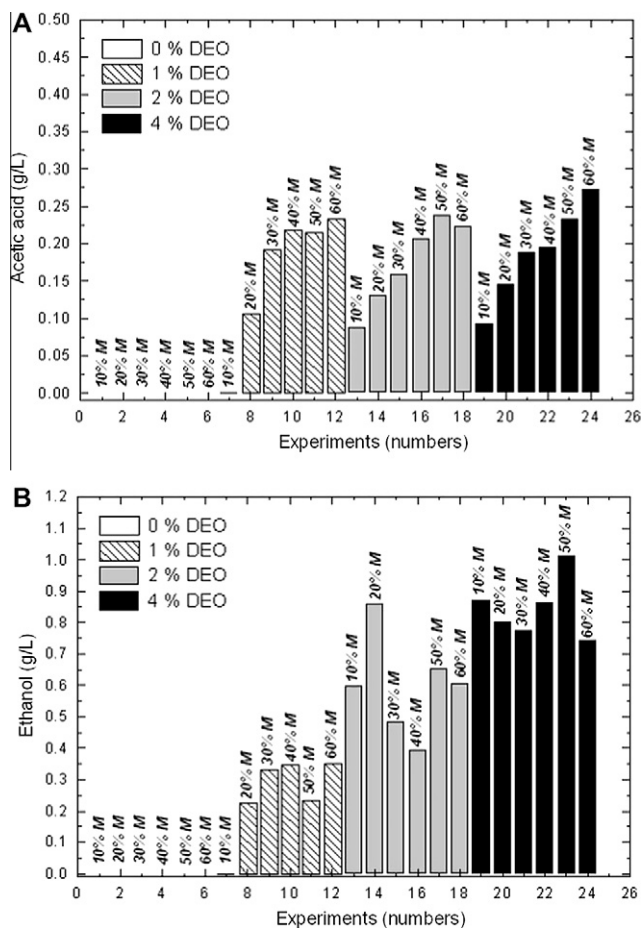 A
0.50
0.45
0.40
0.35
0.30
0.25
0.20
0.15
0.10
0.05
0.00
Acetic acid (g/L)
0 % DEO
1 % DEO
2 % DEO
4 % DEO
10% M 20% M 30% M 40% M 50% M 60% M 10% M 20% M 30% M 40% M 50% M 60% M 10% M 20% M 30% M 40% M 50% M 60% M 10% M 20% M 30% M 40% M 50% M 60% M
0 2 4 6 8 10 12 14 16 18 20 22 24 26
Experiments (numbers)
B
1.2
1.1
1.0
0.9
0.8
0.7
0.6
0.5
0.4
0.3
0.2
0.1
0.0
Ethanol (g/L)
0 % DEO
1 % DEO
2 % DEO
4 % DEO
10% M 20% M 30% M 40% M 50% M 60% M 10% M 20% M 30% M 40% M 50% M 60% M 10% M 20% M 30% M 40% M 50% M 60% M 10% M 20% M 30% M 40% M 50% M 60% M
0 2 4 6 8 10 12 14 16 18 20 22 24 26
Experiments (numbers)